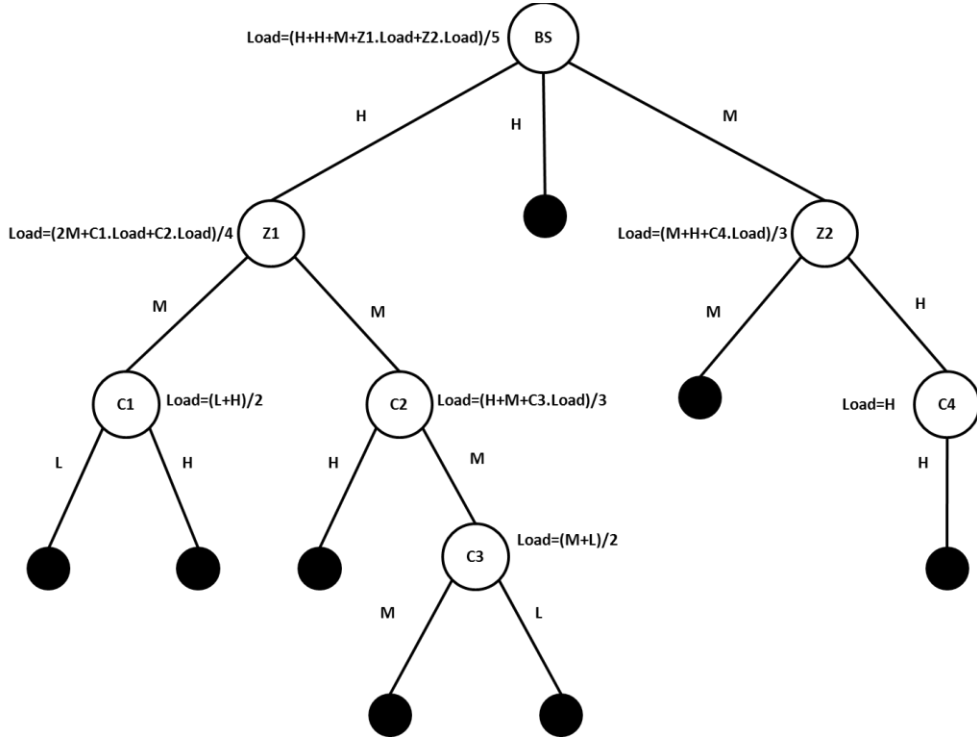 Load=(H+H+M+Z1.Load+Z2.Load)/5
BS
H
H
M
Load=(2M+C1.Load+C2.Load)/4
Z1
Load=(M+H+C4.Load)/3
Z2
M
M
M
H
C1
Load=(L+H)/2
C2
Load=(H+M+C3.Load)/3
Load=H
C4
L
H
H
M
H
C3
Load=(M+L)/2
M
L